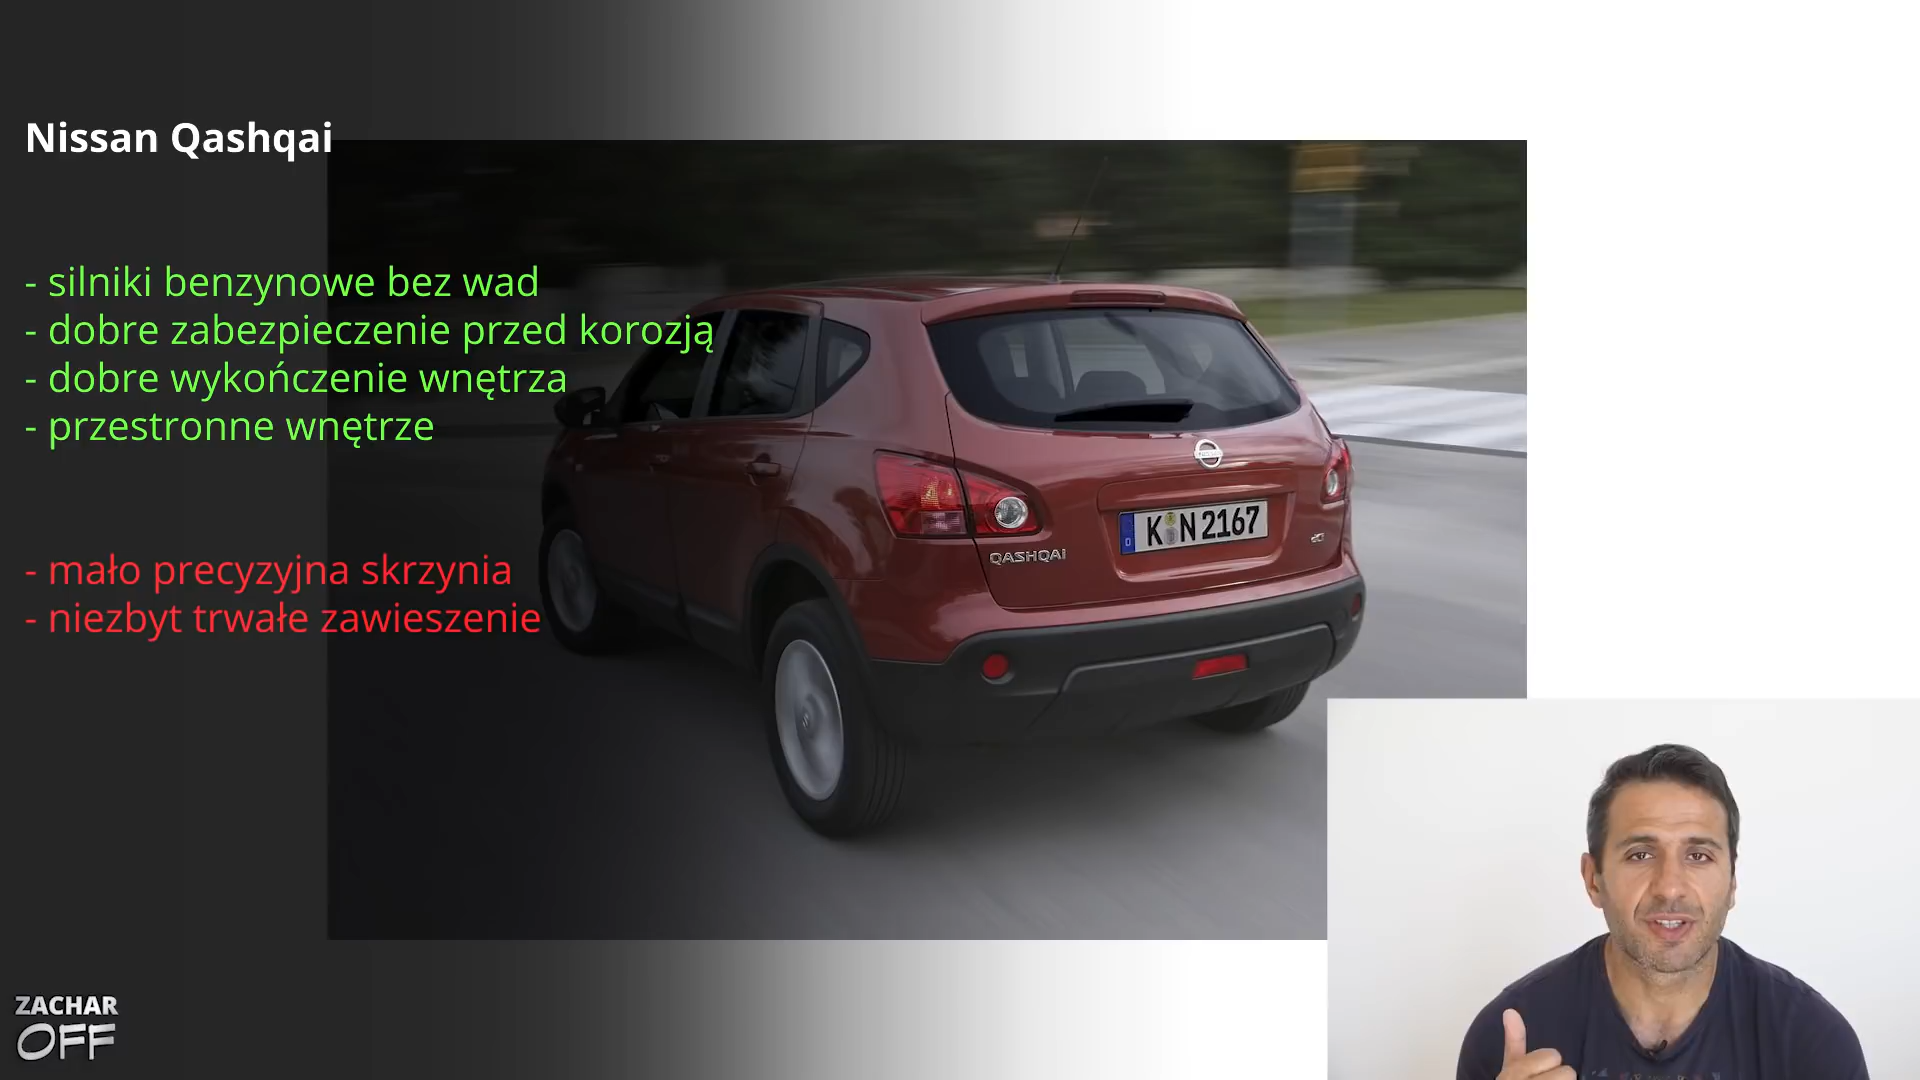 Nissan Qashqai
- silniki benzynowe bez wad
- dobre zabezpieczenie przed korozją
- dobre wykończenie wnętrza
- przestronne wnętrze
- mało precyzyjna skrzynia
- niezbyt trwałe zawieszenie
NISSAN
K N 2167
QASHQAI
ZACHAR
OFF